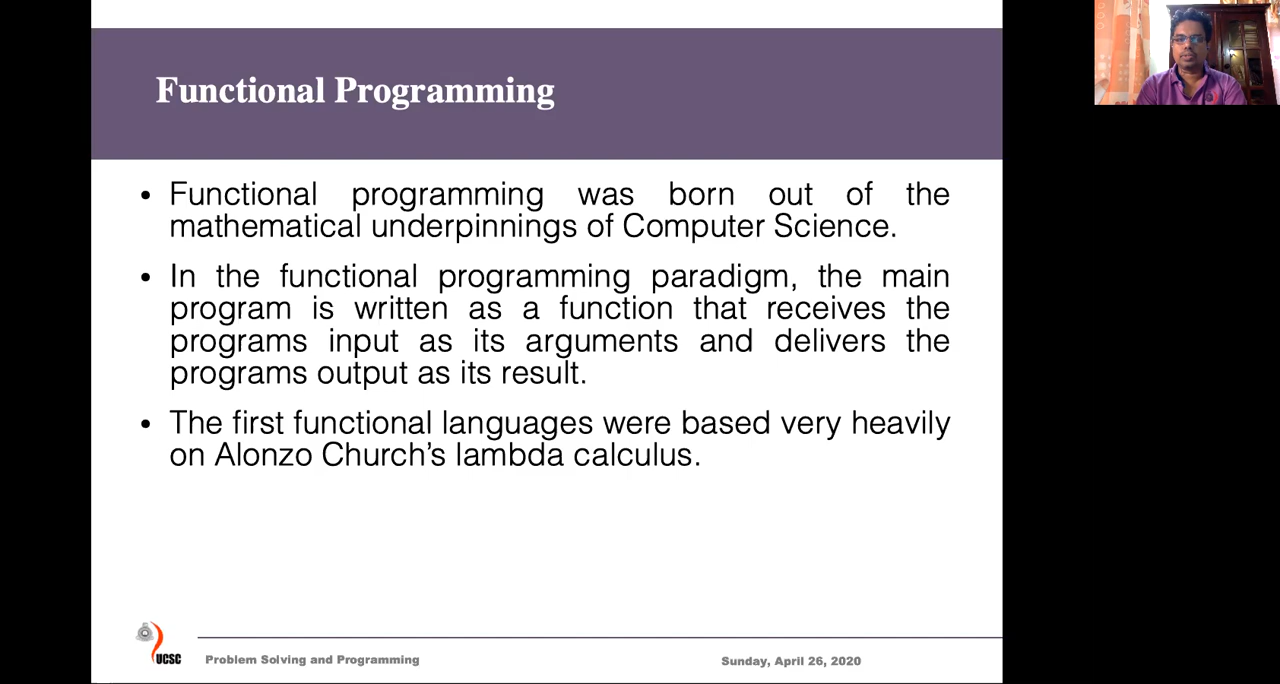 Functional Programming
• Functional programming was born out of the
mathematical underpinnings of Computer Science.
• In the functional programming paradigm, the main
program is written as a function that receives the
programs input as its arguments and delivers the
programs output as its result.
• The first functional languages were based very heavily
on Alonzo Church’s lambda calculus.
UCSC
Problem Solving and Programming
Sunday, April 26, 2020